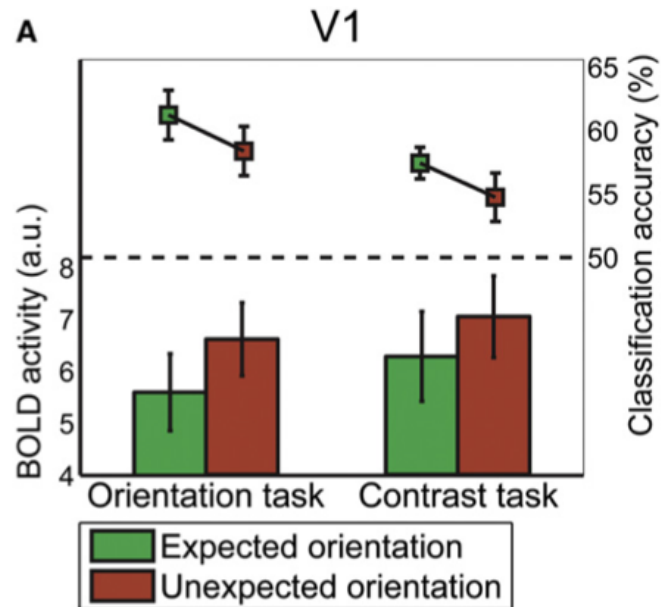 A
V1
65
60
55
50
Classification accuracy (%)
BOLD activity (a.u.)
8
7
6
5
4
Orientation task
Contrast task
Expected orientation
Unexpected orientation